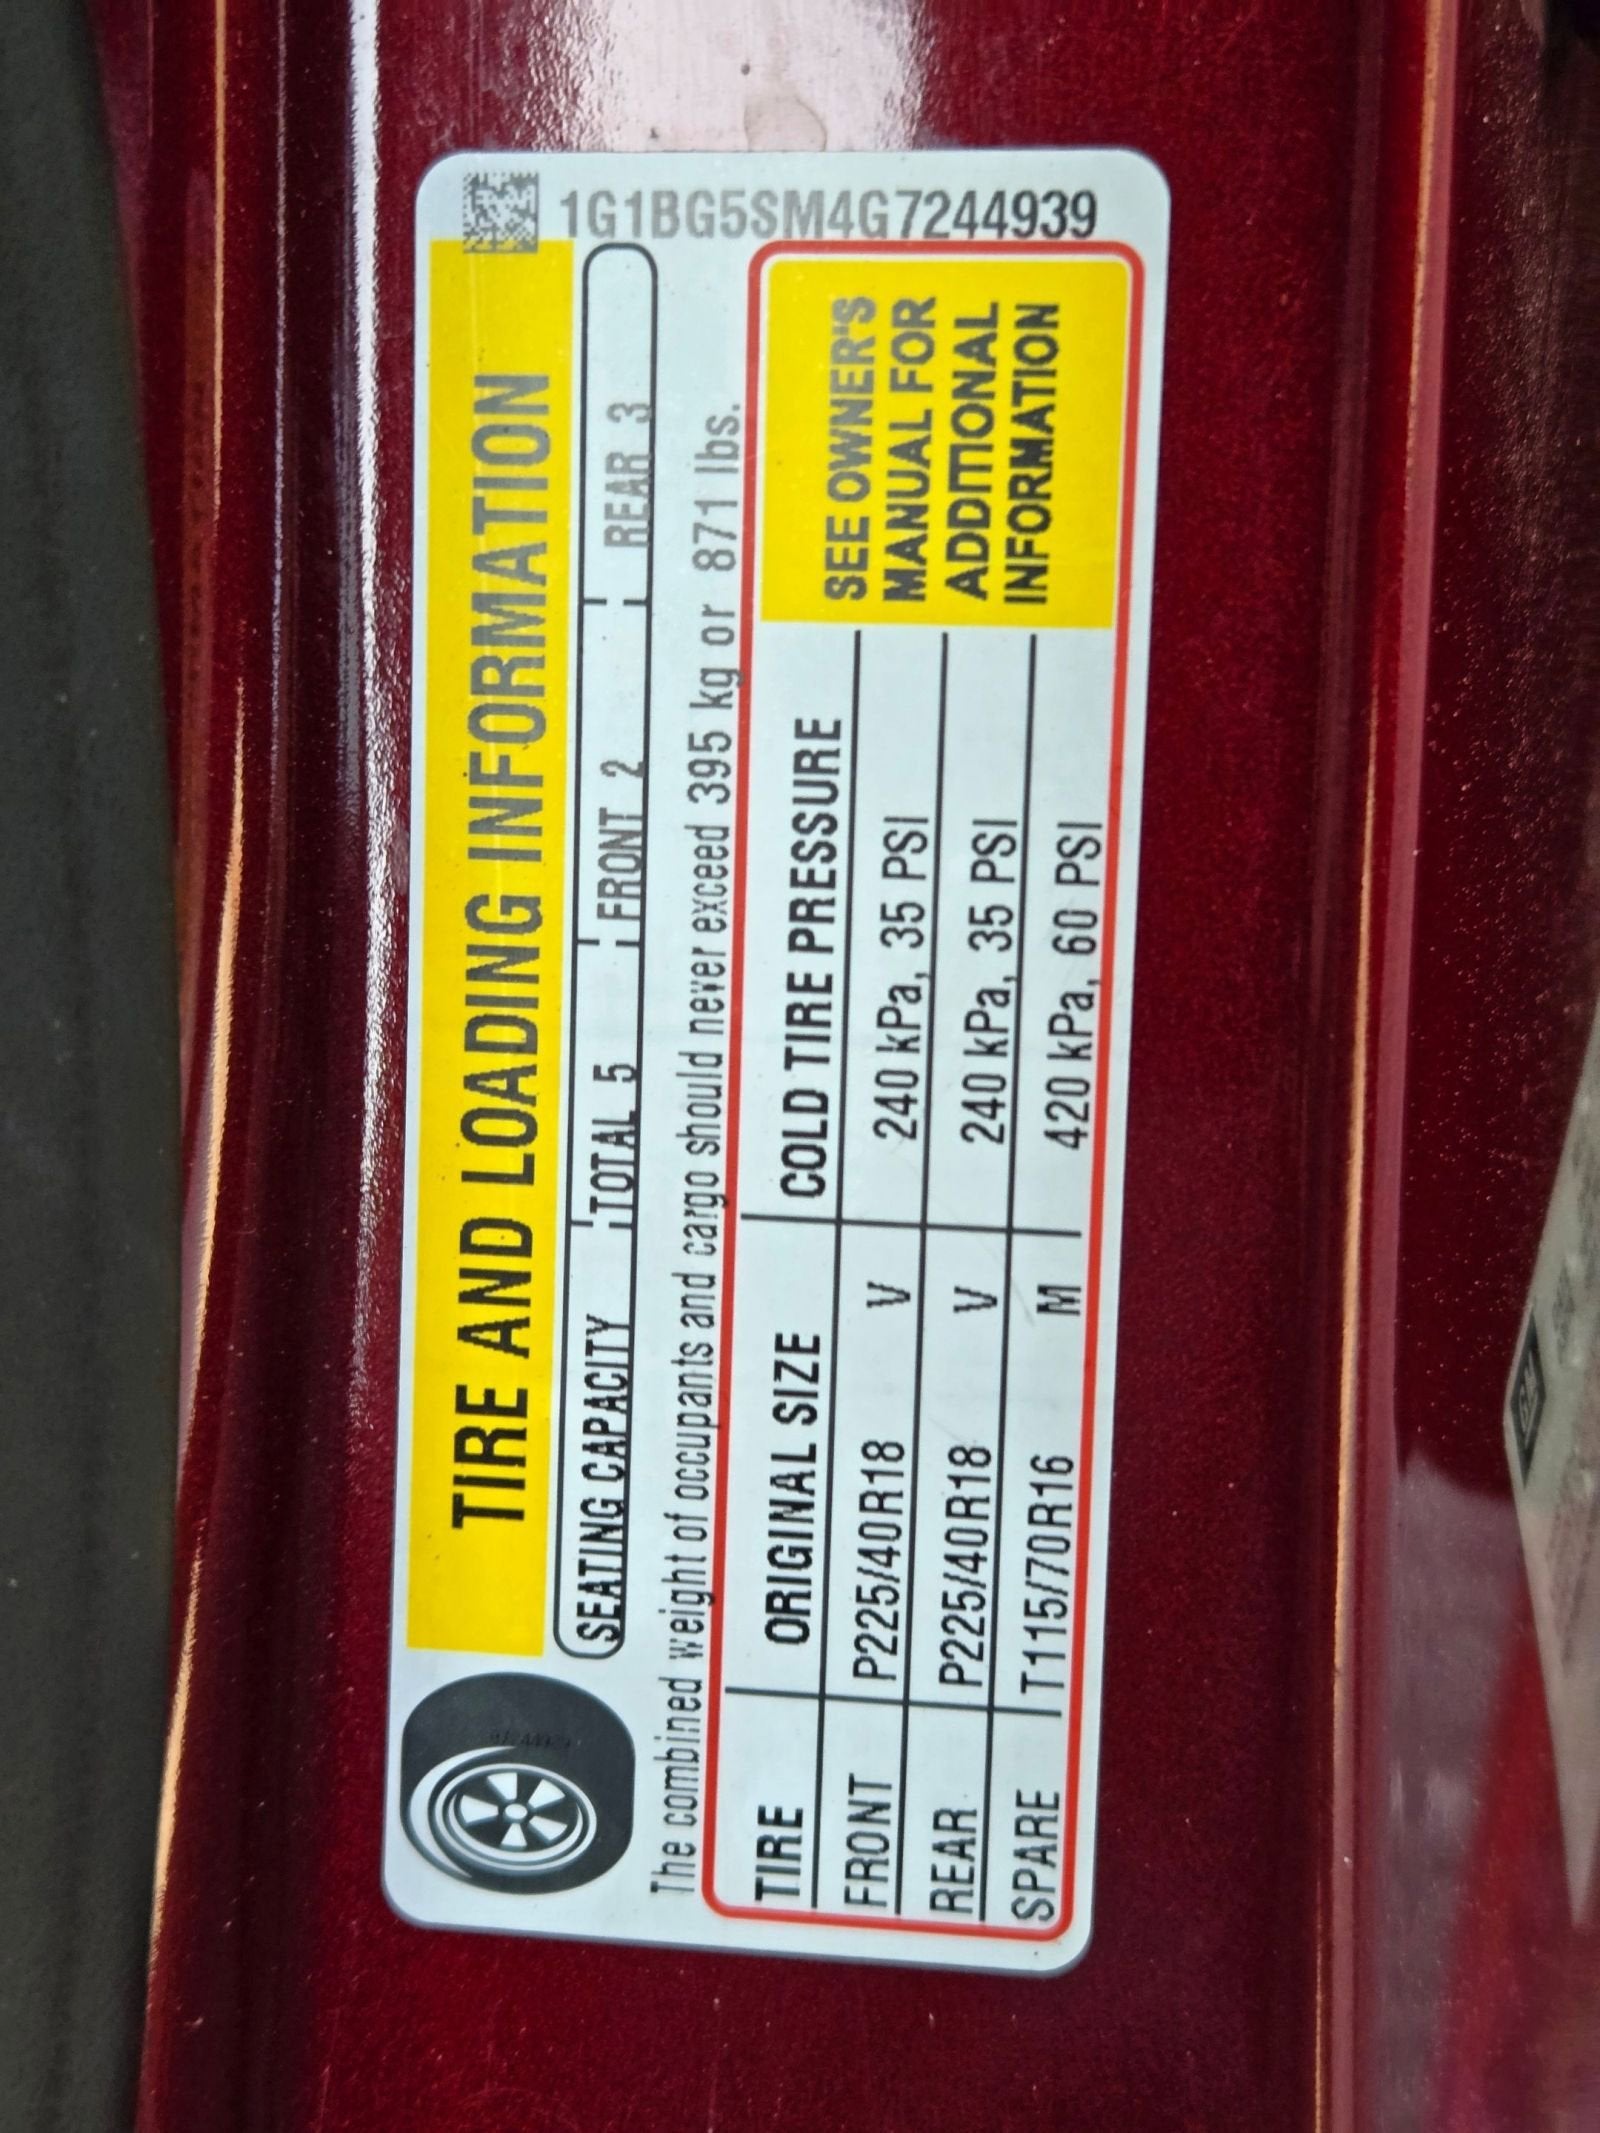 1G1BG5SM4G7244939
TIRE AND LOADING INFORMATION
SEATING CAPACITY TOTAL 5 FRONT 2 REAR 3
The combined weight of occupants and cargo should never exceed 395 kg or 871 lbs.
TIRE ORIGINAL SIZE COLD TIRE PRESSURE
FRONT P225/40R18 V 240 kPa, 35 PSI
REAR P225/40R18 V 240 kPa, 35 PSI
SPARE T115/70R16 M 420 kPa, 60 PSI
SEE OWNER'S
MANUAL FOR
ADDITIONAL
INFORMATION
GM